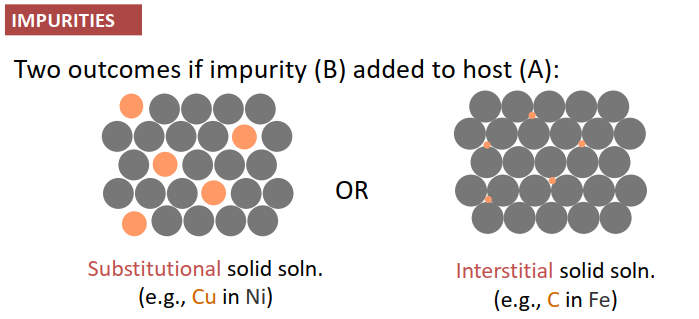 IMPURITIES
Two outcomes if impurity (B) added to host (A):
OR
Substitutional solid soln.
(e.g., Cu in Ni)
Interstitial solid soln.
(e.g., C in Fe)